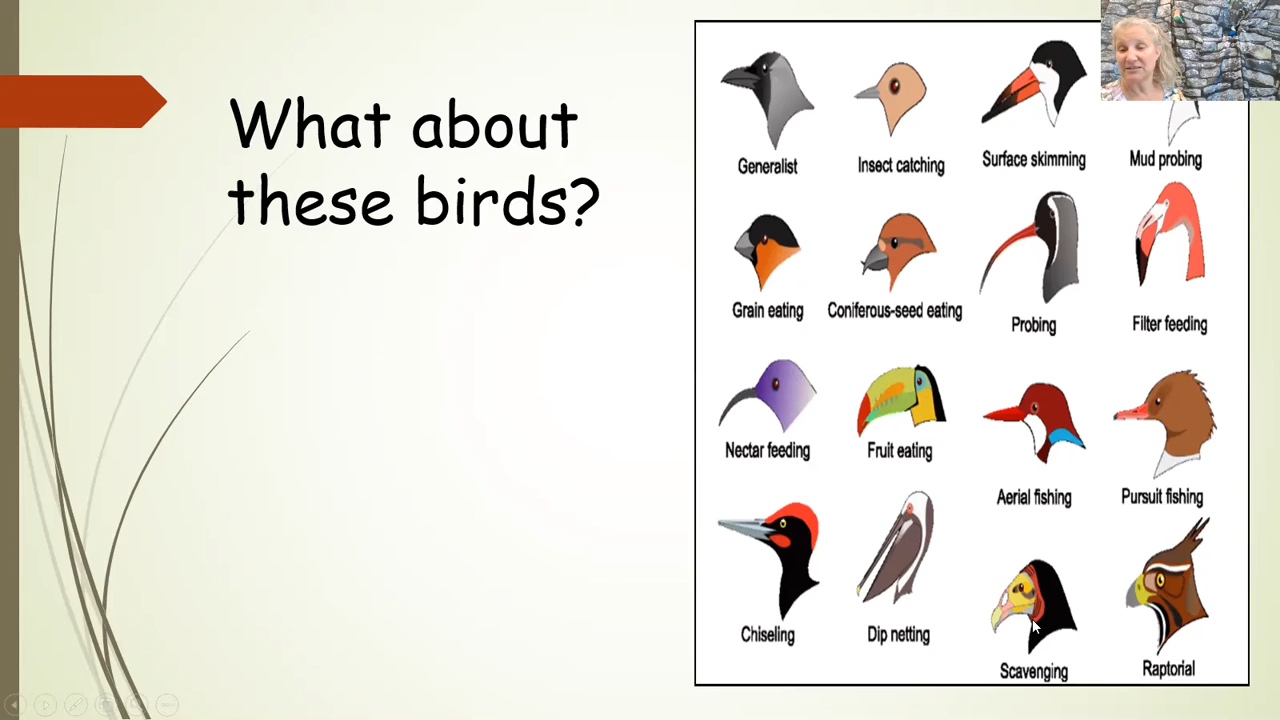 What about
these birds?
Generalist
Insect catching
Surface skimming
Mud probing
Grain eating
Coniferous-seed eating
Probing
Filter feeding
Nectar feeding
Fruit eating
Aerial fishing
Pursuit fishing
Chiseling
Dip netting
Scavenging
Raptorial